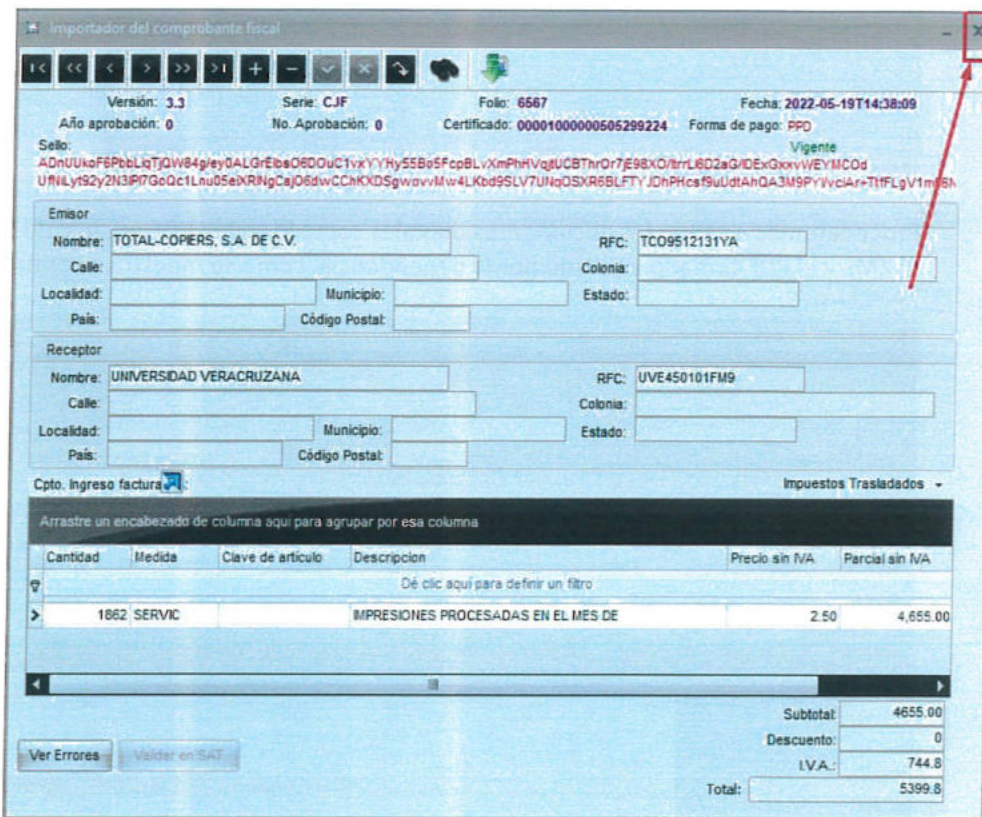 Importador del comprobante fiscal
Versión: 3.3 Serie: CJF Folio: 6567 Fecha: 2022-05-19T14:38:09
Año aprobación: 0 No. Aprobación: 0 Certificado: 00001000000505299224 Forma de pago: PPD
Sello: Vigente
Emisor
Nombre: TOTAL-COPIERS, S.A. DE C.V. RFC: TCO9512131YA
Calle: Colonia:
Localidad: Municipio: Estado:
País: Código Postal:
Receptor
Nombre: UNIVERSIDAD VERACRUZANA RFC: UVE450101FM9
Calle: Colonia:
Localidad: Municipio: Estado:
País: Código Postal:
Cpto. Ingreso factura : Impuestos Trasladados
Arrastre un encabezado de columna aquí para agrupar por esa columna
Cantidad Medida Clave de artículo Descripcion Precio sin IVA Parcial sin IVA
Dé clic aquí para definir un filtro
1862 SERVIC IMPRESIONES PROCESADAS EN EL MES DE 2.50 4,655.00
Subtotal: 4655.00
Descuento: 0
Ver Errores Validar en SAT I.V.A.: 744.8
Total: 5399.8